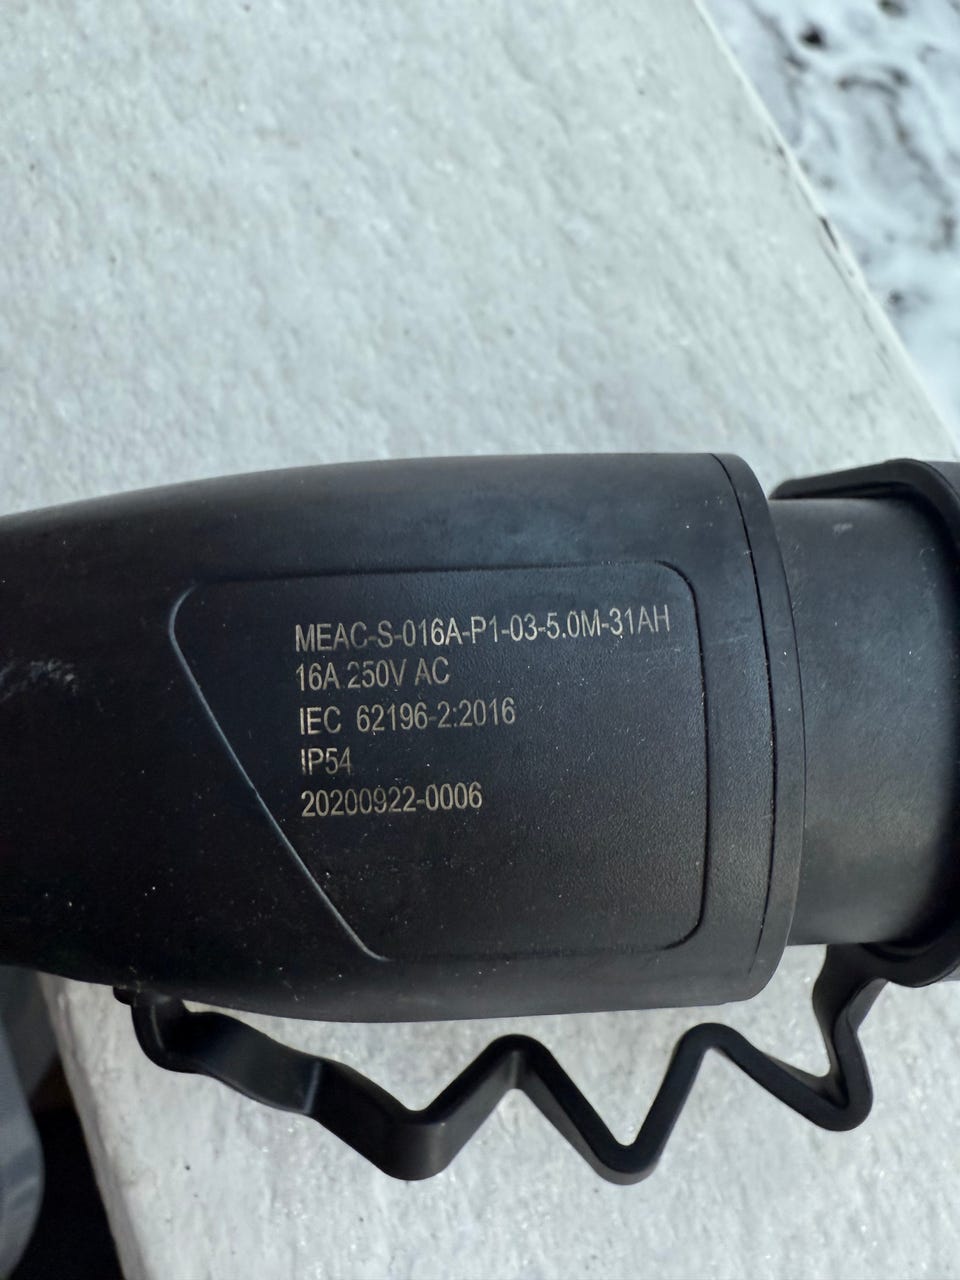 MEAC-S-016A-P1-03-5.0M-31AH
16A 250V AC
IEC 62196-2:2016
IP54
20200922-0006